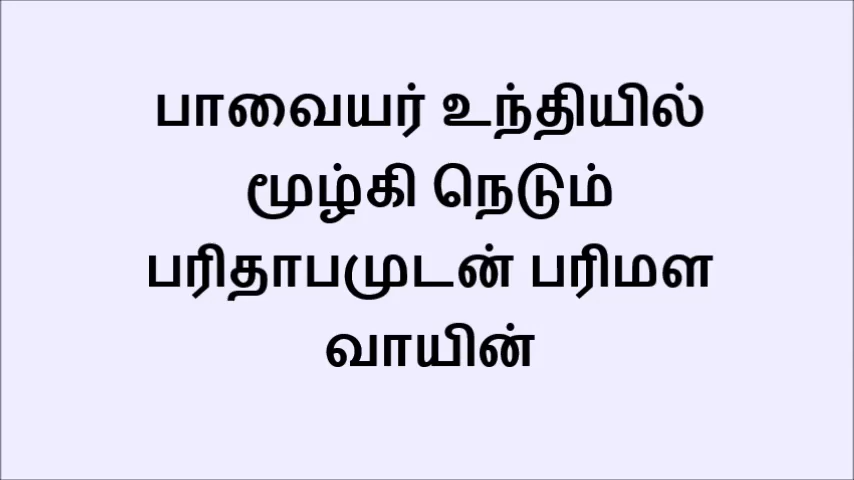 பாவையர் உந்தியில்
மூழ்கி நெடும்
பரிதாபமுடன் பரிமள
வாயின்